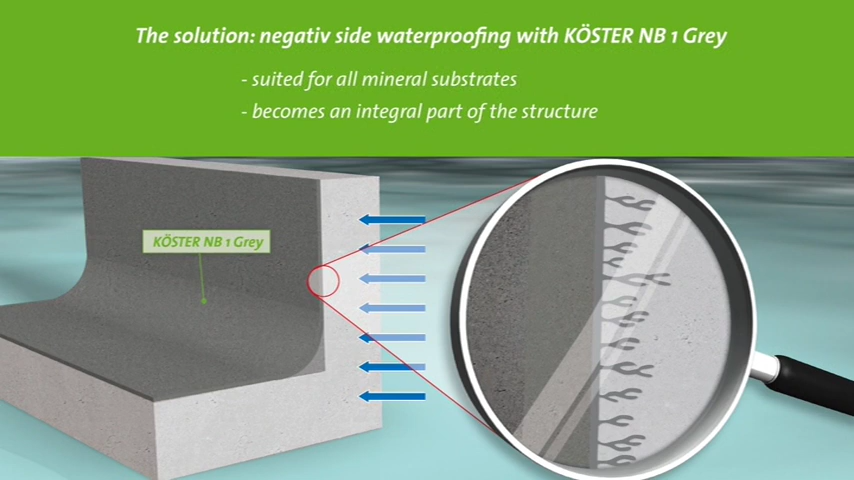 The solution: negativ side waterproofing with KÖSTER NB 1 Grey
- suited for all mineral substrates
- becomes an integral part of the structure
KÖSTER NB 1 Grey